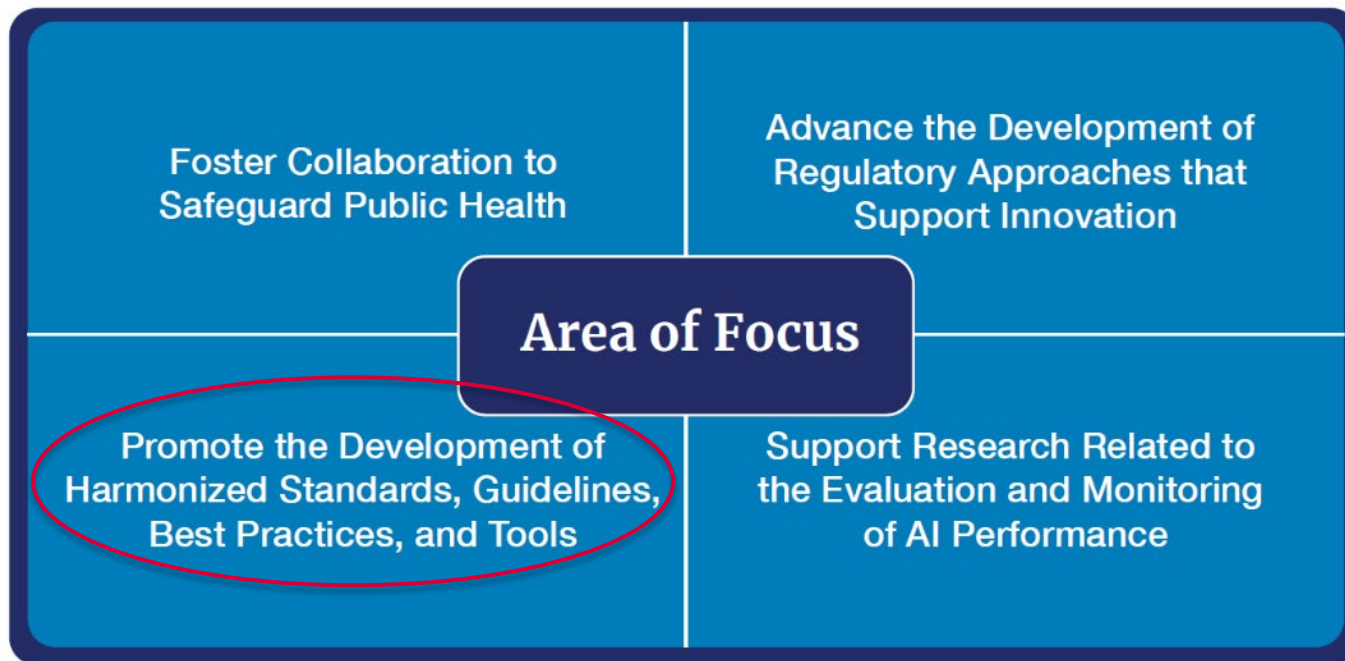 Foster Collaboration to
Safeguard Public Health
Advance the Development of
Regulatory Approaches that
Support Innovation
Area of Focus
Promote the Development of
Harmonized Standards, Guidelines,
Best Practices, and Tools
Support Research Related to
the Evaluation and Monitoring
of AI Performance